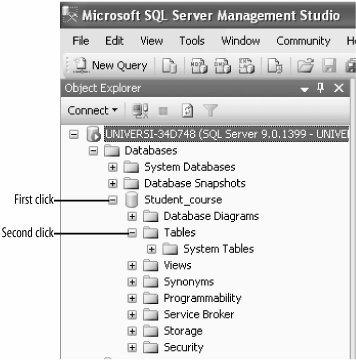 Microsoft SQL Server Management Studio
File Edit View Tools Window Community
New Query
Object Explorer
Connect
UNIVERSI-34D748 (SQL Server 9.0.1399 - UNIVE
Databases
System Databases
Database Snapshots
First click
Student_course
Database Diagrams
Second click
Tables
System Tables
Views
Synonyms
Programmability
Service Broker
Storage
Security